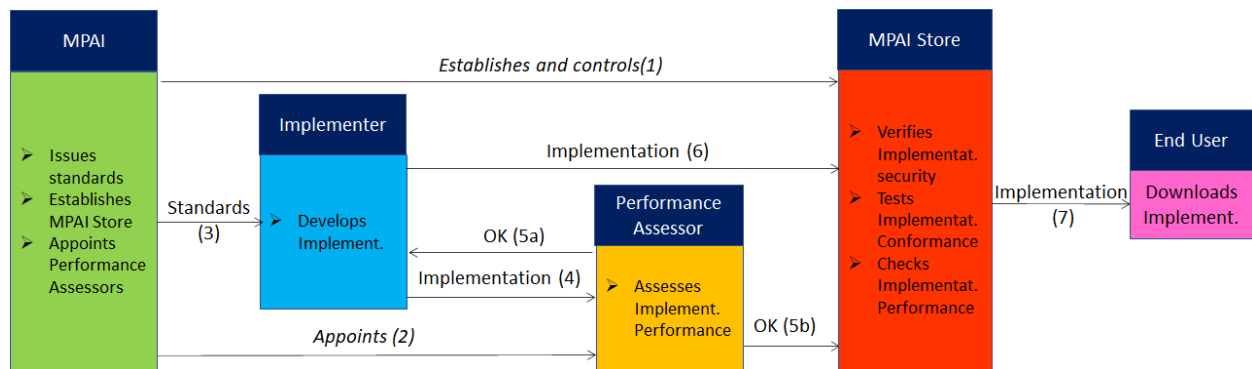 MPAI
➢ Issues
standards
➢ Establishes
MPAI Store
➢ Appoints
Performance
Assessors
Establishes and controls(1)
Standards
(3)
Appoints (2)
Implementer
➢ Develops
Implement.
Implementation (6)
OK (5a)
Implementation (4)
Performance
Assessor
➢ Assesses
Implement.
Performance
OK (5b)
MPAI Store
➢ Verifies
Implementat.
security
➢ Tests
Implementat.
Conformance
➢ Checks
Implementat.
Performance
Implementation
(7)
End User
Downloads
Implement.